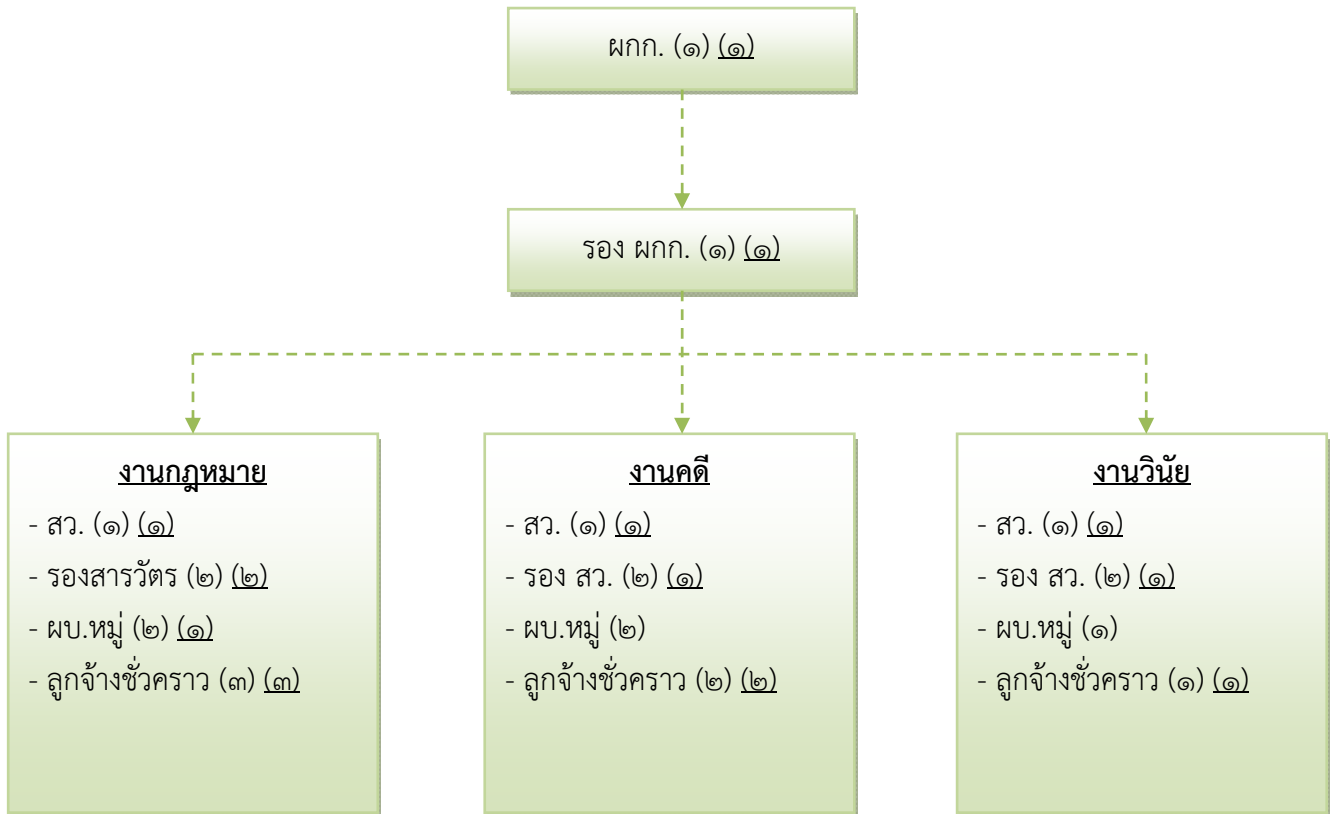 ผกก. (๑) (๑)
รอง ผกก. (๑) (๑)
งานกฎหมาย
- สว. (๑) (๑)
- รองสารวัตร (๒) (๒)
- ผบ.หมู่ (๒) (๑)
- ลูกจ้างชั่วคราว (๓) (๓)
งานคดี
- สว. (๑) (๑)
- รอง สว. (๒) (๑)
- ผบ.หมู่ (๒)
- ลูกจ้างชั่วคราว (๒) (๒)
งานวินัย
- สว. (๑) (๑)
- รอง สว. (๒) (๑)
- ผบ.หมู่ (๑)
- ลูกจ้างชั่วคราว (๑) (๑)